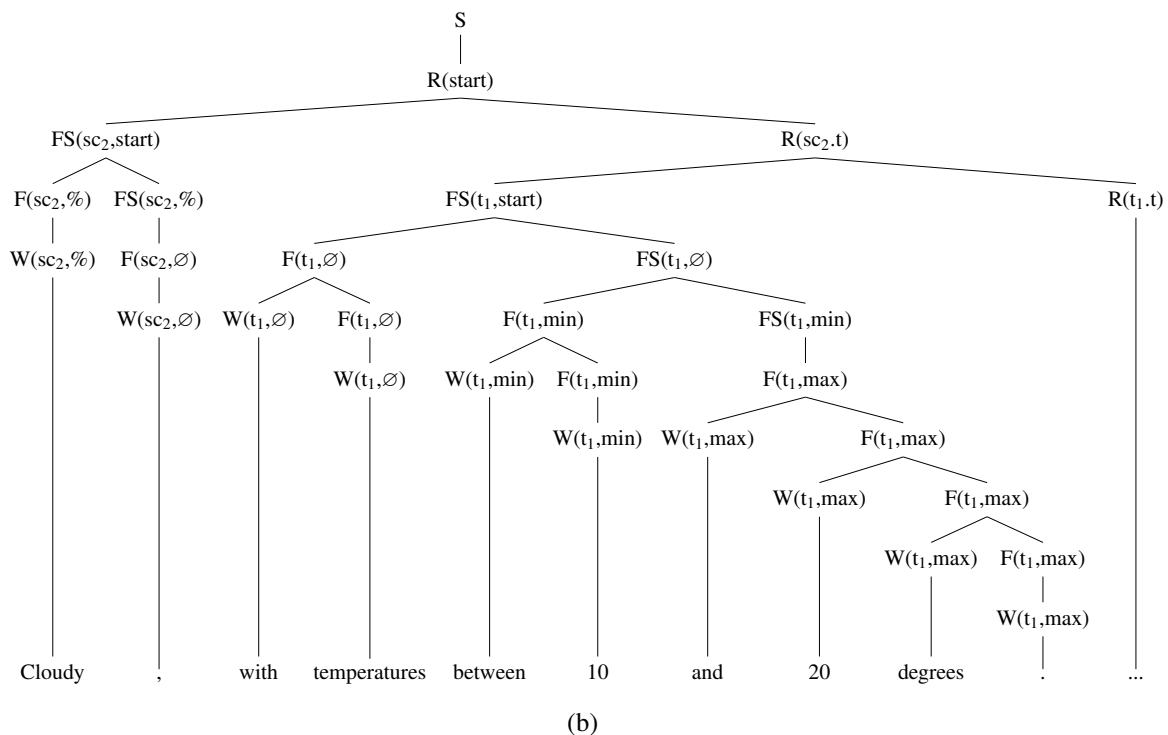 S
R(start)
FS(sc₂,start) R(sc₂.t)
F(sc₂,%) FS(sc₂,%) FS(t₁,start) R(t₁.t)
W(sc₂,%) F(sc₂,∅) F(t₁,∅) FS(t₁,∅)
W(sc₂,∅) W(t₁,∅) F(t₁,∅) F(t₁,min) FS(t₁,min)
W(t₁,∅) W(t₁,min) F(t₁,min) F(t₁,max)
W(t₁,min) W(t₁,max) F(t₁,max)
W(t₁,max) F(t₁,max)
W(t₁,max) F(t₁,max)
W(t₁,max)
Cloudy , with temperatures between 10 and 20 degrees . ...
(b)